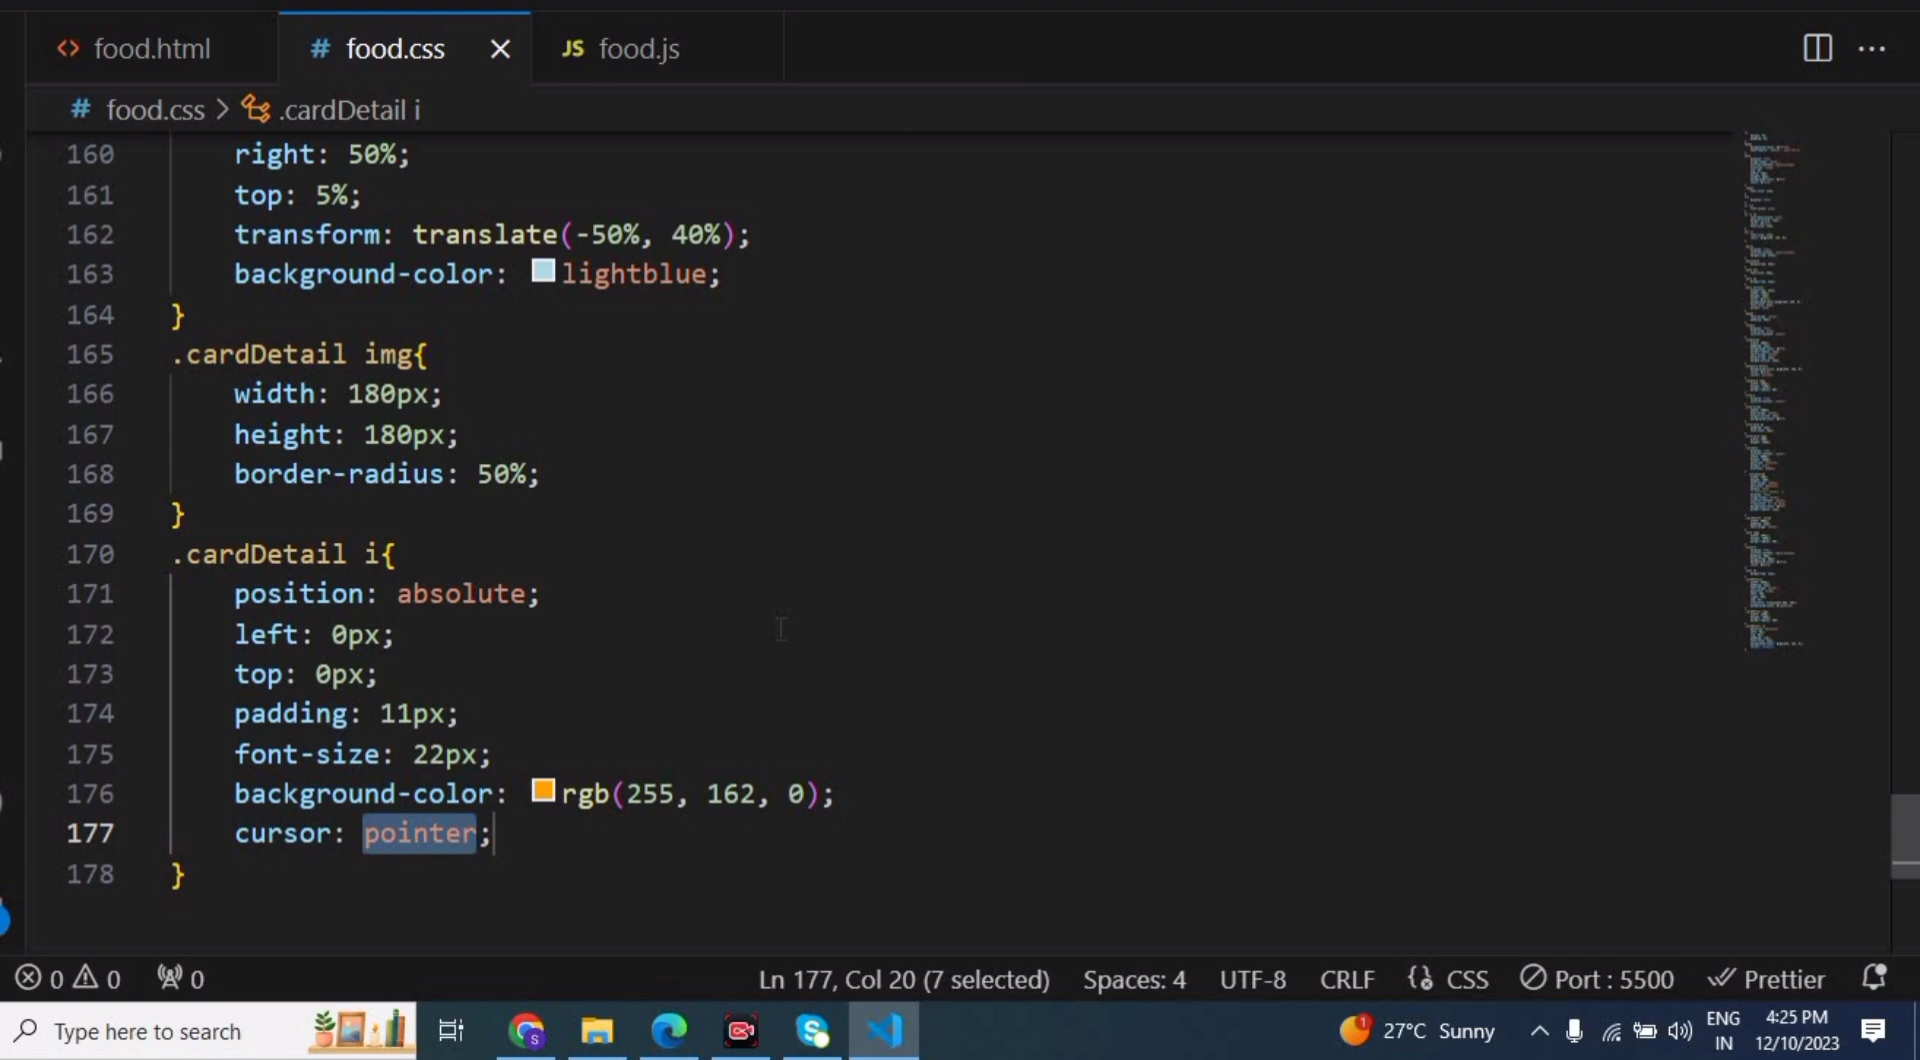 food.html
# food.css
JS food.js
# food.css > .cardDetail i
160 right: 50%;
161 top: 5%;
162 transform: translate(-50%, 40%);
163 background-color: lightblue;
164 }
165 .cardDetail img{
166 width: 180px;
167 height: 180px;
168 border-radius: 50%;
169 }
170 .cardDetail i{
171 position: absolute;
172 left: 0px;
173 top: 0px;
174 padding: 11px;
175 font-size: 22px;
176 background-color: rgb(255, 162, 0);
177 cursor: pointer;
178 }
0 0 0 Ln 177, Col 20 (7 selected) Spaces: 4 UTF-8 CRLF {} CSS Port : 5500 Prettier
Type here to search
S
S
1
27°C Sunny
ENG
IN
4:25 PM
12/10/2023